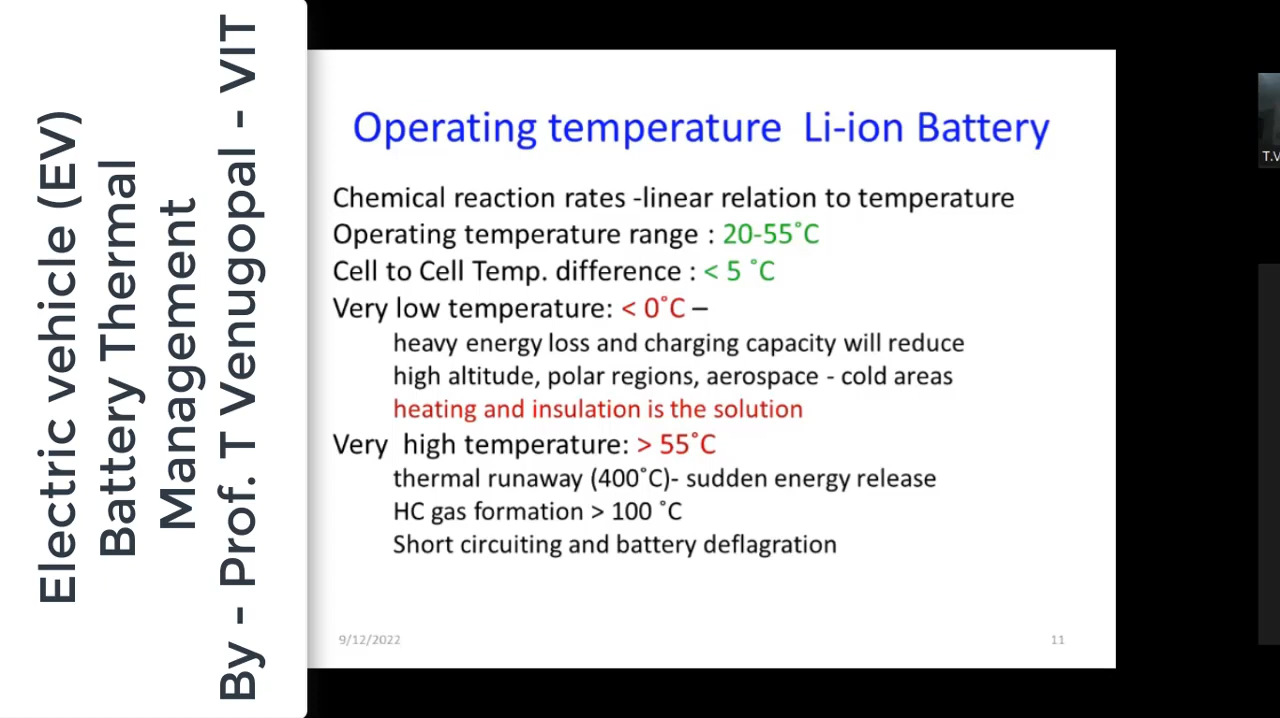 Electric vehicle (EV)
Battery Thermal
Management
By - Prof. T Venugopal - VIT
Operating temperature Li-ion Battery
Chemical reaction rates -linear relation to temperature
Operating temperature range : 20-55˚C
Cell to Cell Temp. difference : < 5 ˚C
Very low temperature: < 0˚C –
heavy energy loss and charging capacity will reduce
high altitude, polar regions, aerospace - cold areas
heating and insulation is the solution
Very high temperature: > 55˚C
thermal runaway (400˚C)- sudden energy release
HC gas formation > 100 ˚C
Short circuiting and battery deflagration
9/12/2022
11
T.V